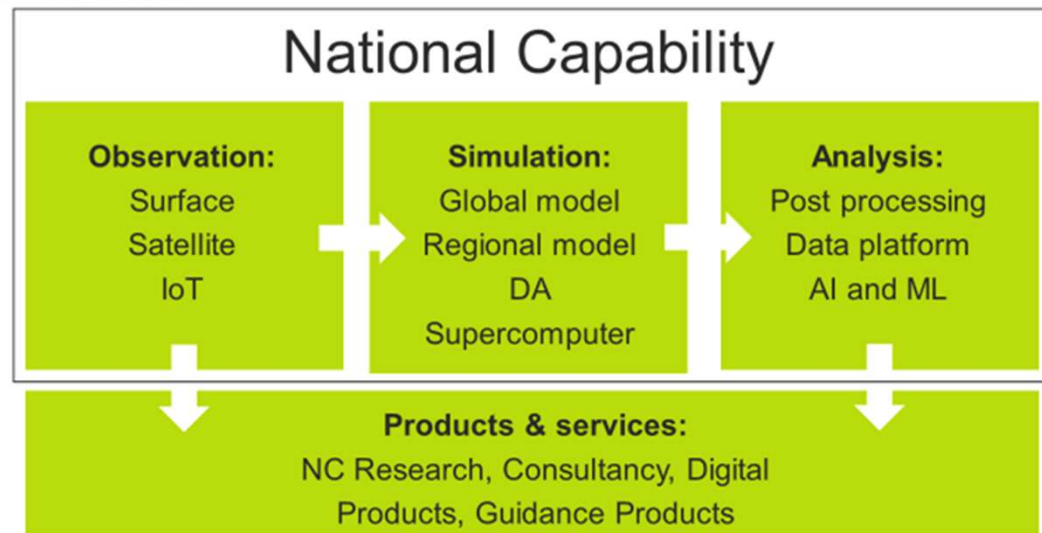 National Capability
Observation:
Surface
Satellite
IoT
Simulation:
Global model
Regional model
DA
Supercomputer
Analysis:
Post processing
Data platform
AI and ML
Products & services:
NC Research, Consultancy, Digital
Products, Guidance Products